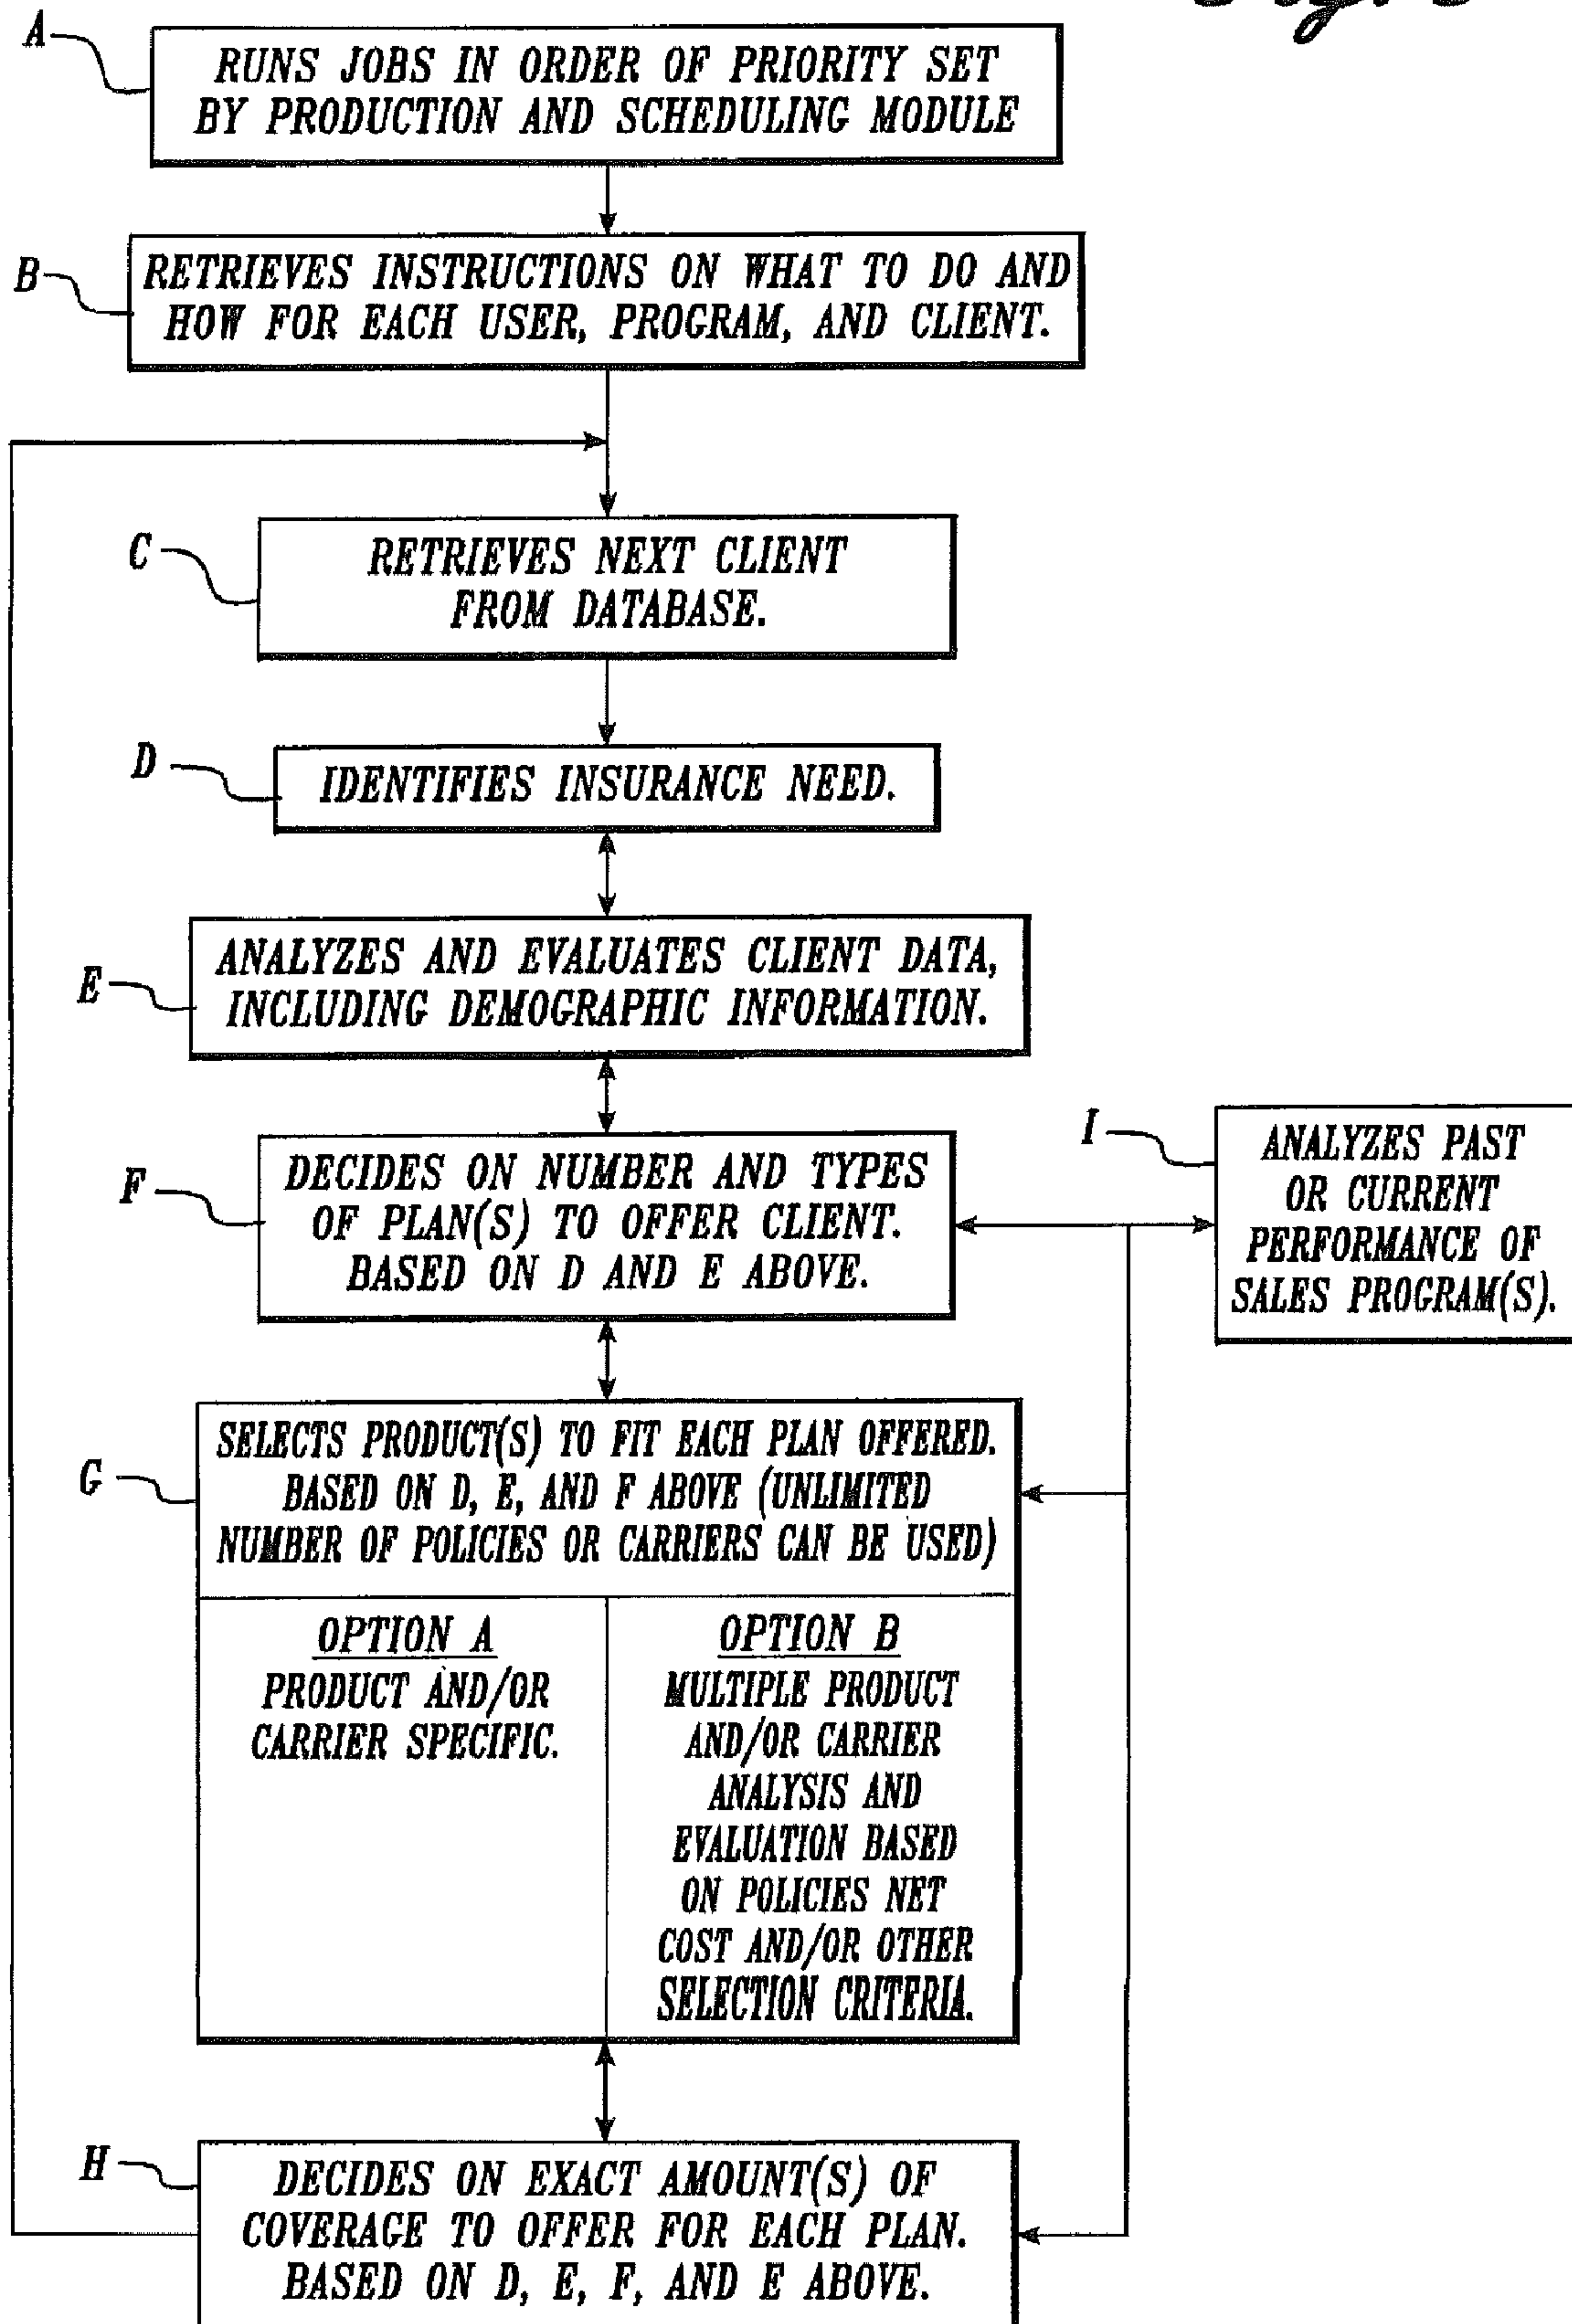 A
RUNS JOBS IN ORDER OF PRIORITY SET
BY PRODUCTION AND SCHEDULING MODULE
B
RETRIEVES INSTRUCTIONS ON WHAT TO DO AND
HOW FOR EACH USER, PROGRAM, AND CLIENT.
C
RETRIEVES NEXT CLIENT
FROM DATABASE.
D
IDENTIFIES INSURANCE NEED.
E
ANALYZES AND EVALUATES CLIENT DATA,
INCLUDING DEMOGRAPHIC INFORMATION.
F
DECIDES ON NUMBER AND TYPES
OF PLAN(S) TO OFFER CLIENT.
BASED ON D AND E ABOVE.
I
ANALYZES PAST
OR CURRENT
PERFORMANCE OF
SALES PROGRAM(S).
G
SELECTS PRODUCT(S) TO FIT EACH PLAN OFFERED.
BASED ON D, E, AND F ABOVE (UNLIMITED
NUMBER OF POLICIES OR CARRIERS CAN BE USED)
OPTION A
PRODUCT AND/OR
CARRIER SPECIFIC.
OPTION B
MULTIPLE PRODUCT
AND/OR CARRIER
ANALYSIS AND
EVALUATION BASED
ON POLICIES NET
COST AND/OR OTHER
SELECTION CRITERIA.
H
DECIDES ON EXACT AMOUNT(S) OF
COVERAGE TO OFFER FOR EACH PLAN.
BASED ON D, E, F, AND E ABOVE.